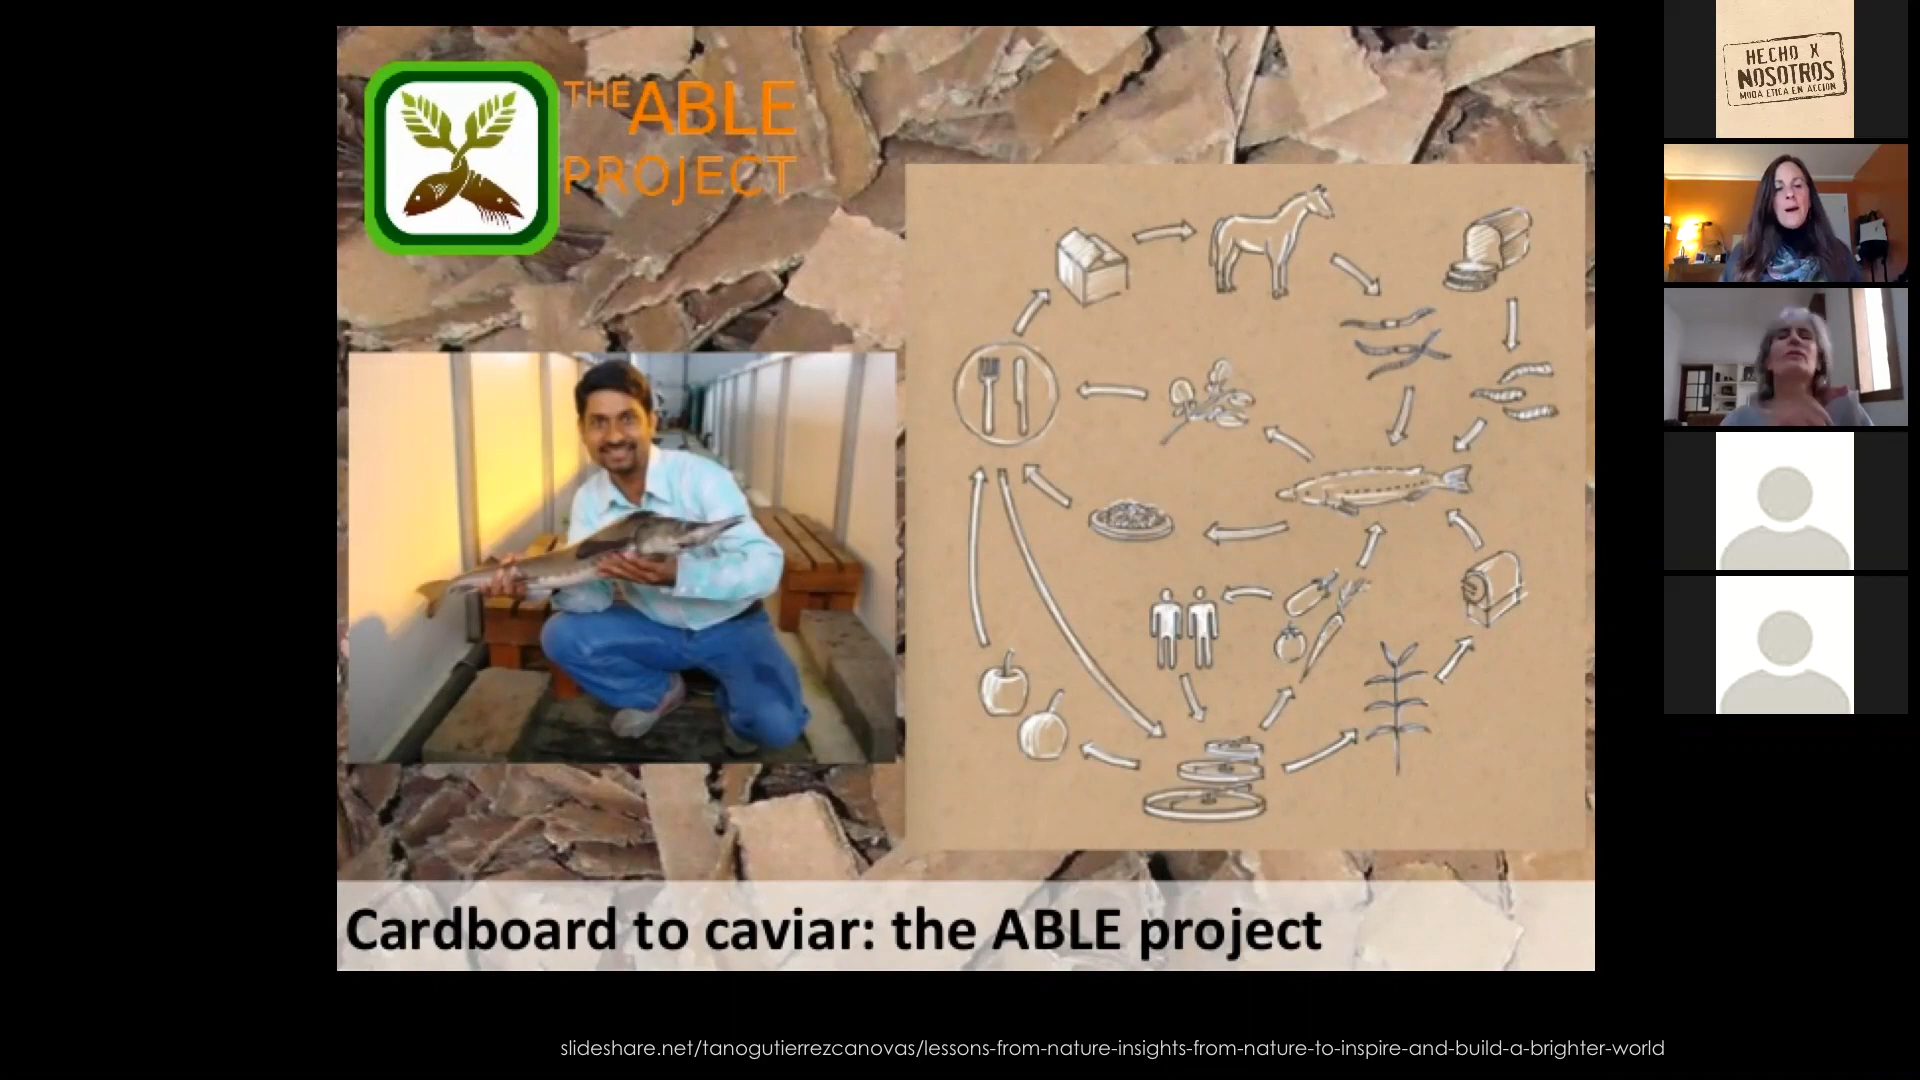 THE ABLE
PROJECT
Cardboard to caviar: the ABLE project
slideshare.net/tanogutierrezcanovas/lessons-from-nature-insights-from-nature-to-inspire-and-build-a-brighter-world
HECHO X
NOSOTROS
MODA ETICA EN ACCION